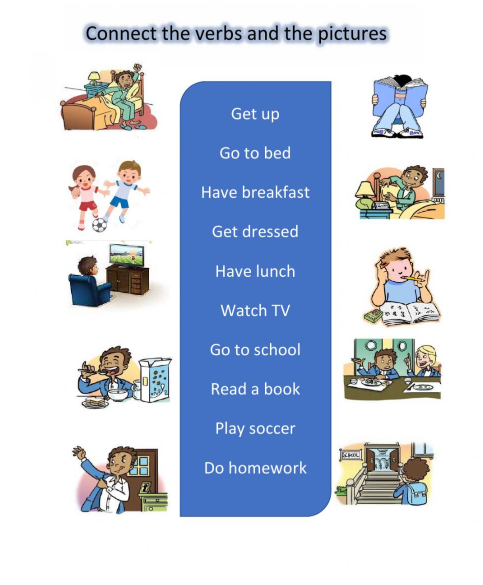 Connect the verbs and the pictures
Get up
Go to bed
Have breakfast
Get dressed
Have lunch
Watch TV
Go to school
Read a book
Play soccer
Do homework
SCHOOL